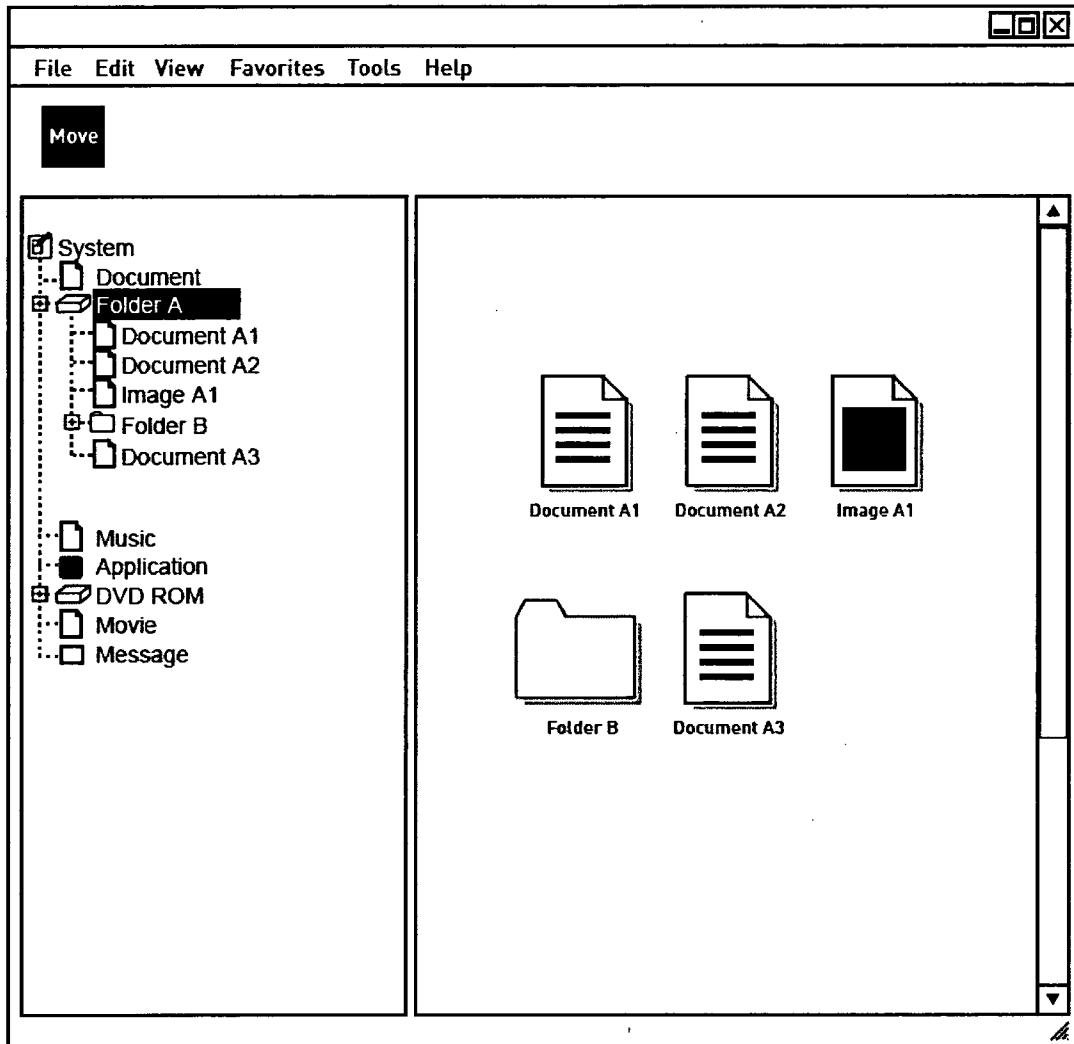 File Edit View Favorites Tools Help
Move
System
Document
Folder A
Document A1
Document A2
Image A1
Folder B
Document A3
Music
Application
DVD ROM
Movie
Message
Document A1 Document A2 Image A1
Folder B Document A3